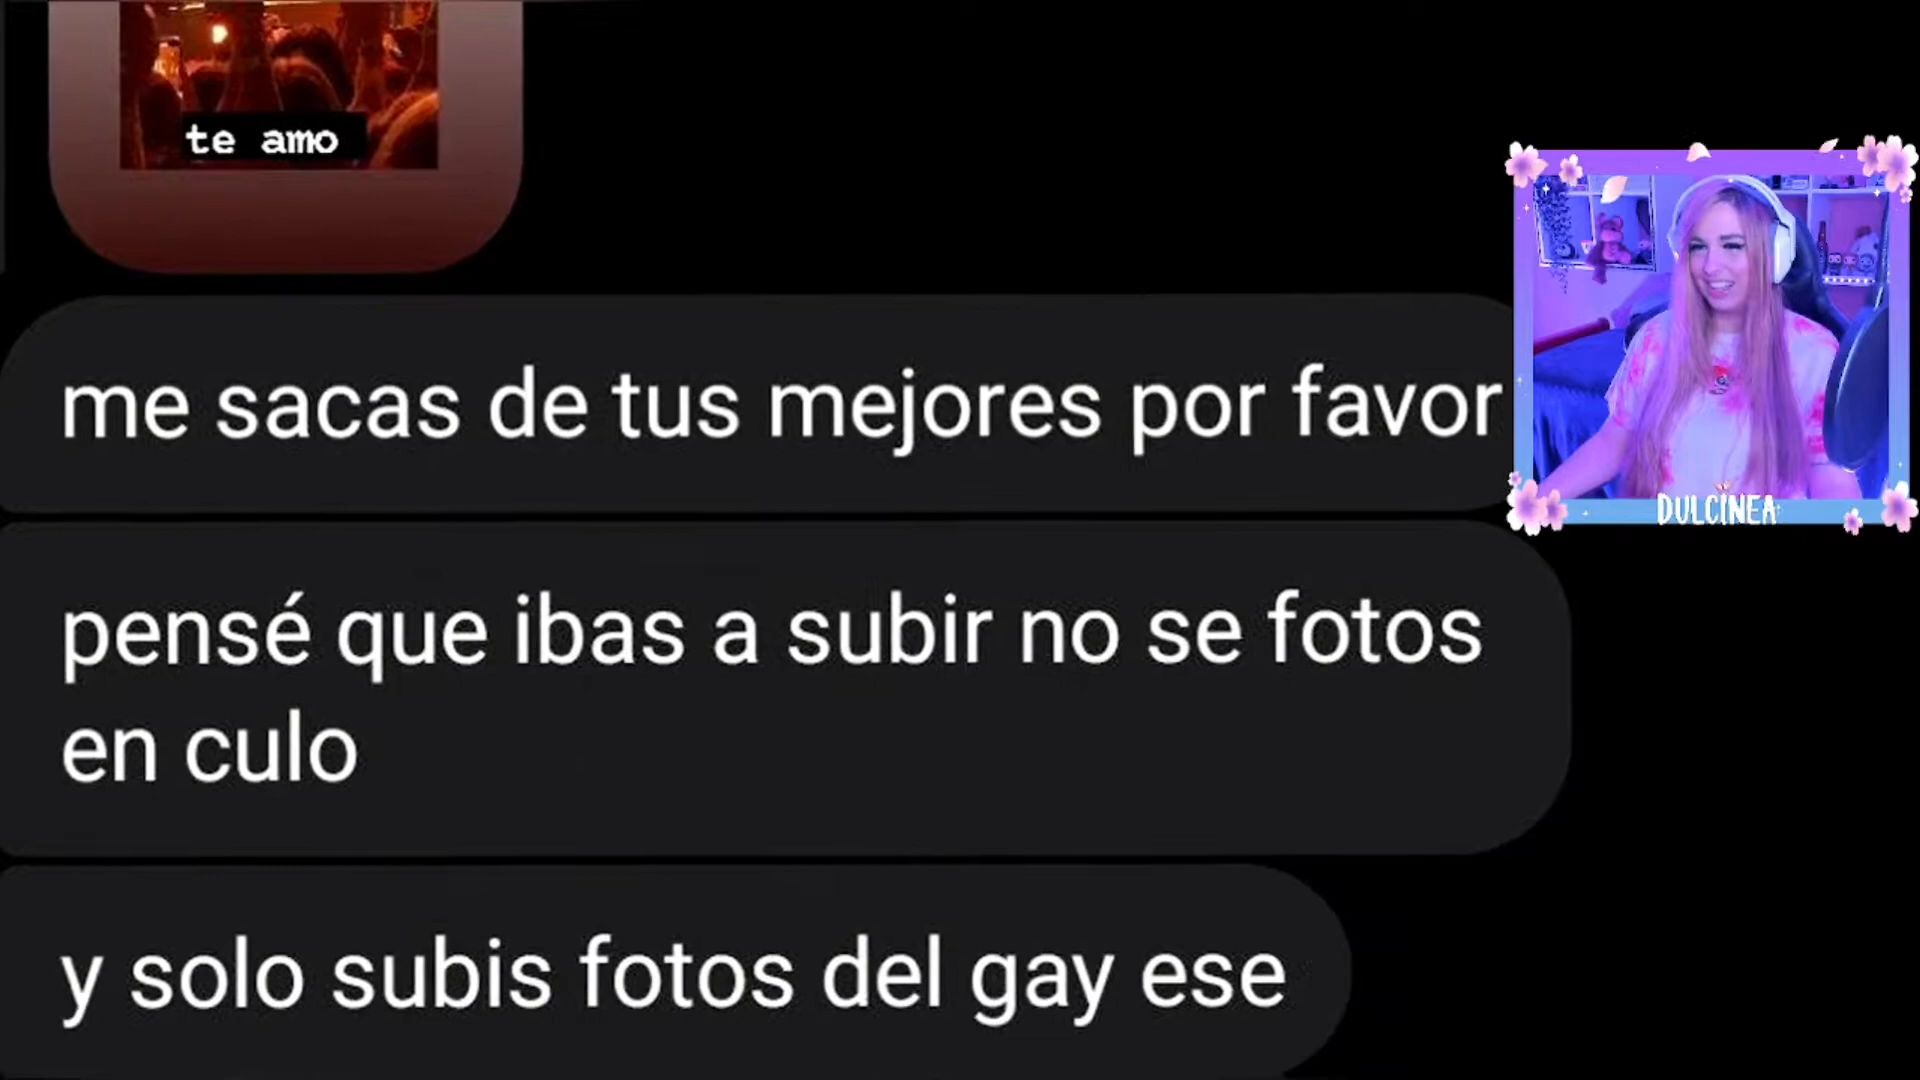 te amo
me sacas de tus mejores por favor
DULCINEA
pensé que ibas a subir no se fotos
en culo
y solo subis fotos del gay ese